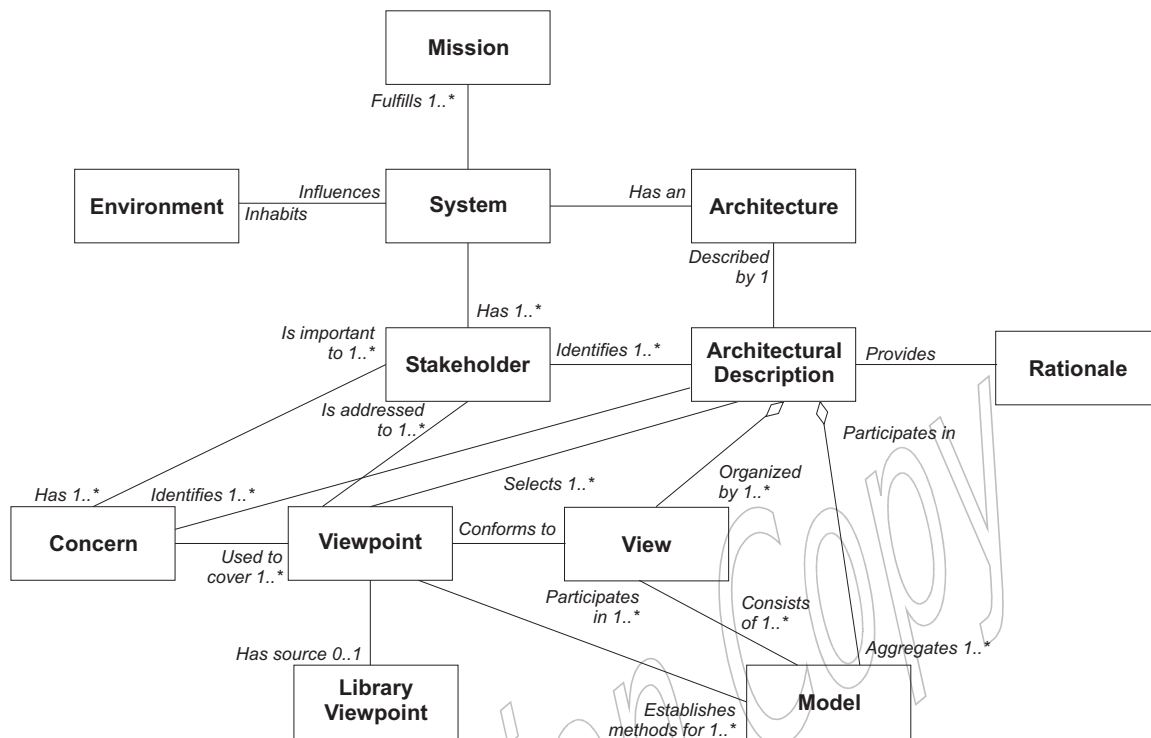 Mission
Fulfills 1..*
Environment
Influences
Inhabits
System
Has an
Architecture
Described
by 1
Has 1..*
Is important
to 1..*
Stakeholder
Identifies 1..*
Architectural
Description
Provides
Rationale
Is addressed
to 1..*
Participates in
Has 1..*
Identifies 1..*
Selects 1..*
Organized
by 1..*
Concern
Used to
cover 1..*
Viewpoint
Conforms to
View
Participates
in 1..*
Consists
of 1..*
Has source 0..1
Aggregates 1..*
Library
Viewpoint
Establishes
methods for 1..*
Model
Copy